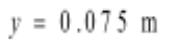 y = 0.075 m